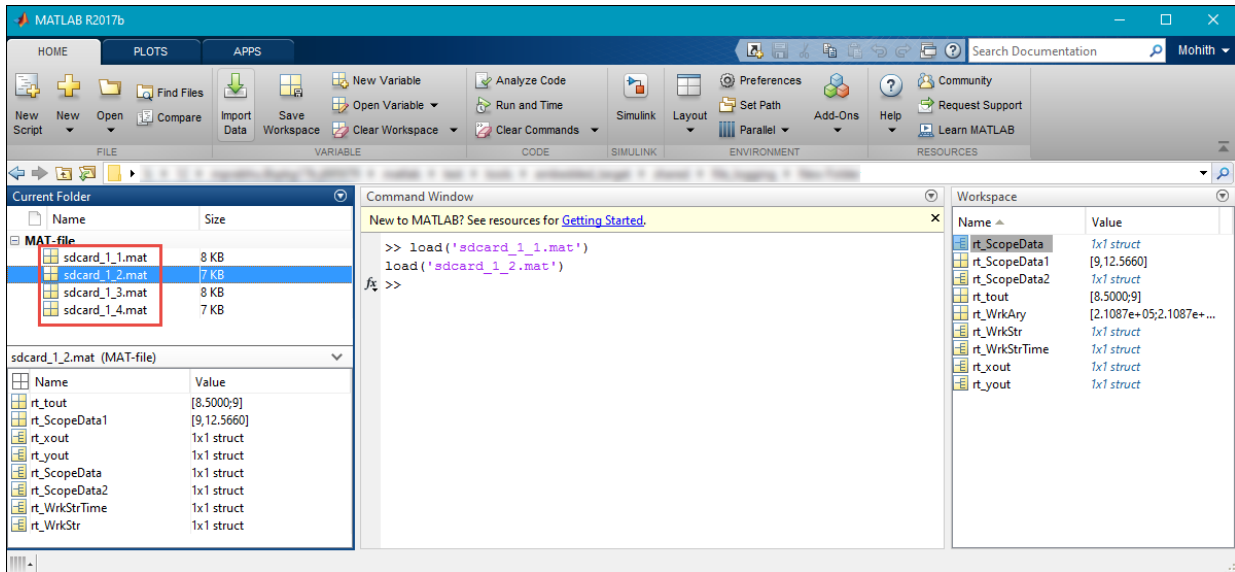 MATLAB R2017b
HOME PLOTS APPS Search Documentation Mohith
New Script New Open Find Files Compare
FILE
Import Data Save Workspace New Variable Open Variable Clear Workspace
VARIABLE
Analyze Code Run and Time Clear Commands
CODE
Simulink
SIMULINK
Layout Preferences Set Path Parallel Add-Ons
ENVIRONMENT
? Help Community Request Support Learn MATLAB
RESOURCES
Current Folder
Name Size
MAT-file
sdcard_1_1.mat 8 KB
sdcard_1_2.mat 7 KB
sdcard_1_3.mat 8 KB
sdcard_1_4.mat 7 KB
sdcard_1_2.mat (MAT-file)
Name Value
rt_tout [8.5000;9]
rt_ScopeData1 [9,12.5660]
rt_xout 1x1 struct
rt_yout 1x1 struct
rt_ScopeData 1x1 struct
rt_ScopeData2 1x1 struct
rt_WrkStrTime 1x1 struct
rt_WrkStr 1x1 struct
Command Window
New to MATLAB? See resources for Getting Started.
>> load('sdcard_1_1.mat')
load('sdcard_1_2.mat')
fx >>
Workspace
Name Value
rt_ScopeData 1x1 struct
rt_ScopeData1 [9,12.5660]
rt_ScopeData2 1x1 struct
rt_tout [8.5000;9]
rt_WrkAry [2.1087e+05;2.1087e+...
rt_WrkStr 1x1 struct
rt_WrkStrTime 1x1 struct
rt_xout 1x1 struct
rt_yout 1x1 struct